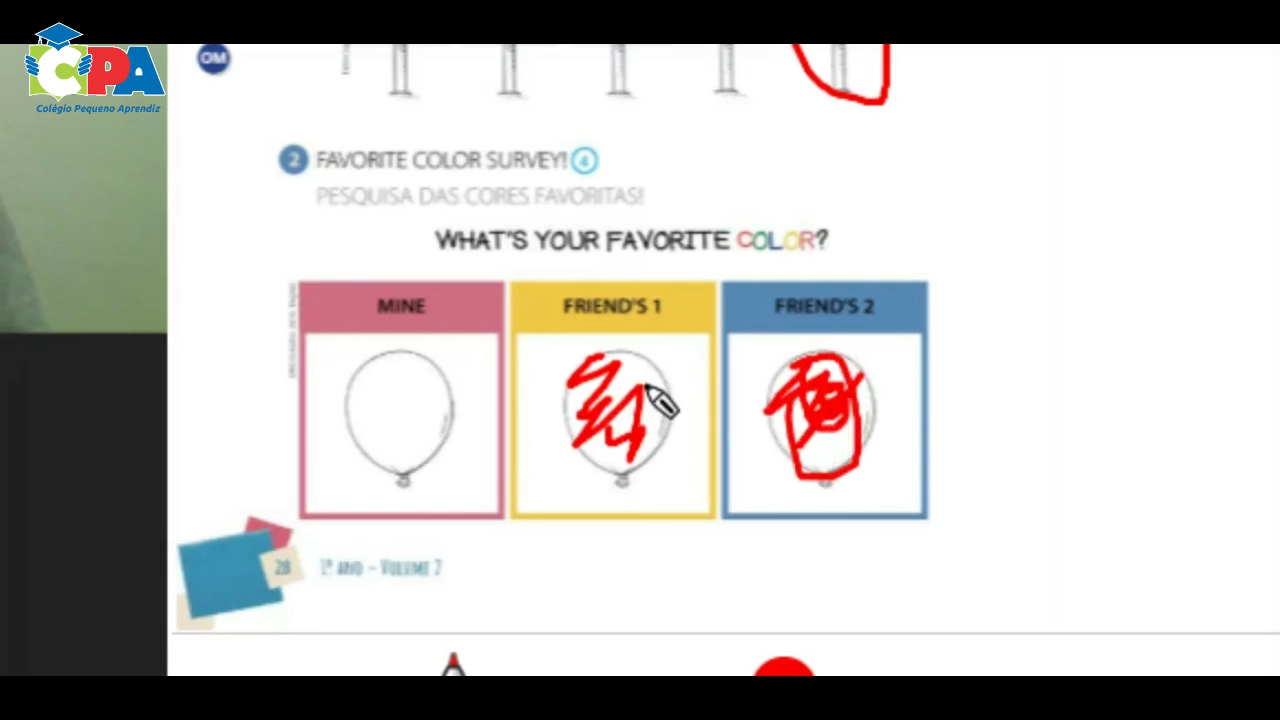 CPA
Colégio Pequeno Aprendiz
OM
2 FAVORITE COLOR SURVEY! 4
PESQUISA DAS CORES FAVORITAS!
WHAT'S YOUR FAVORITE COLOR?
MINE
FRIEND'S 1
FRIEND'S 2
28
1º ANO – VOLUME 2